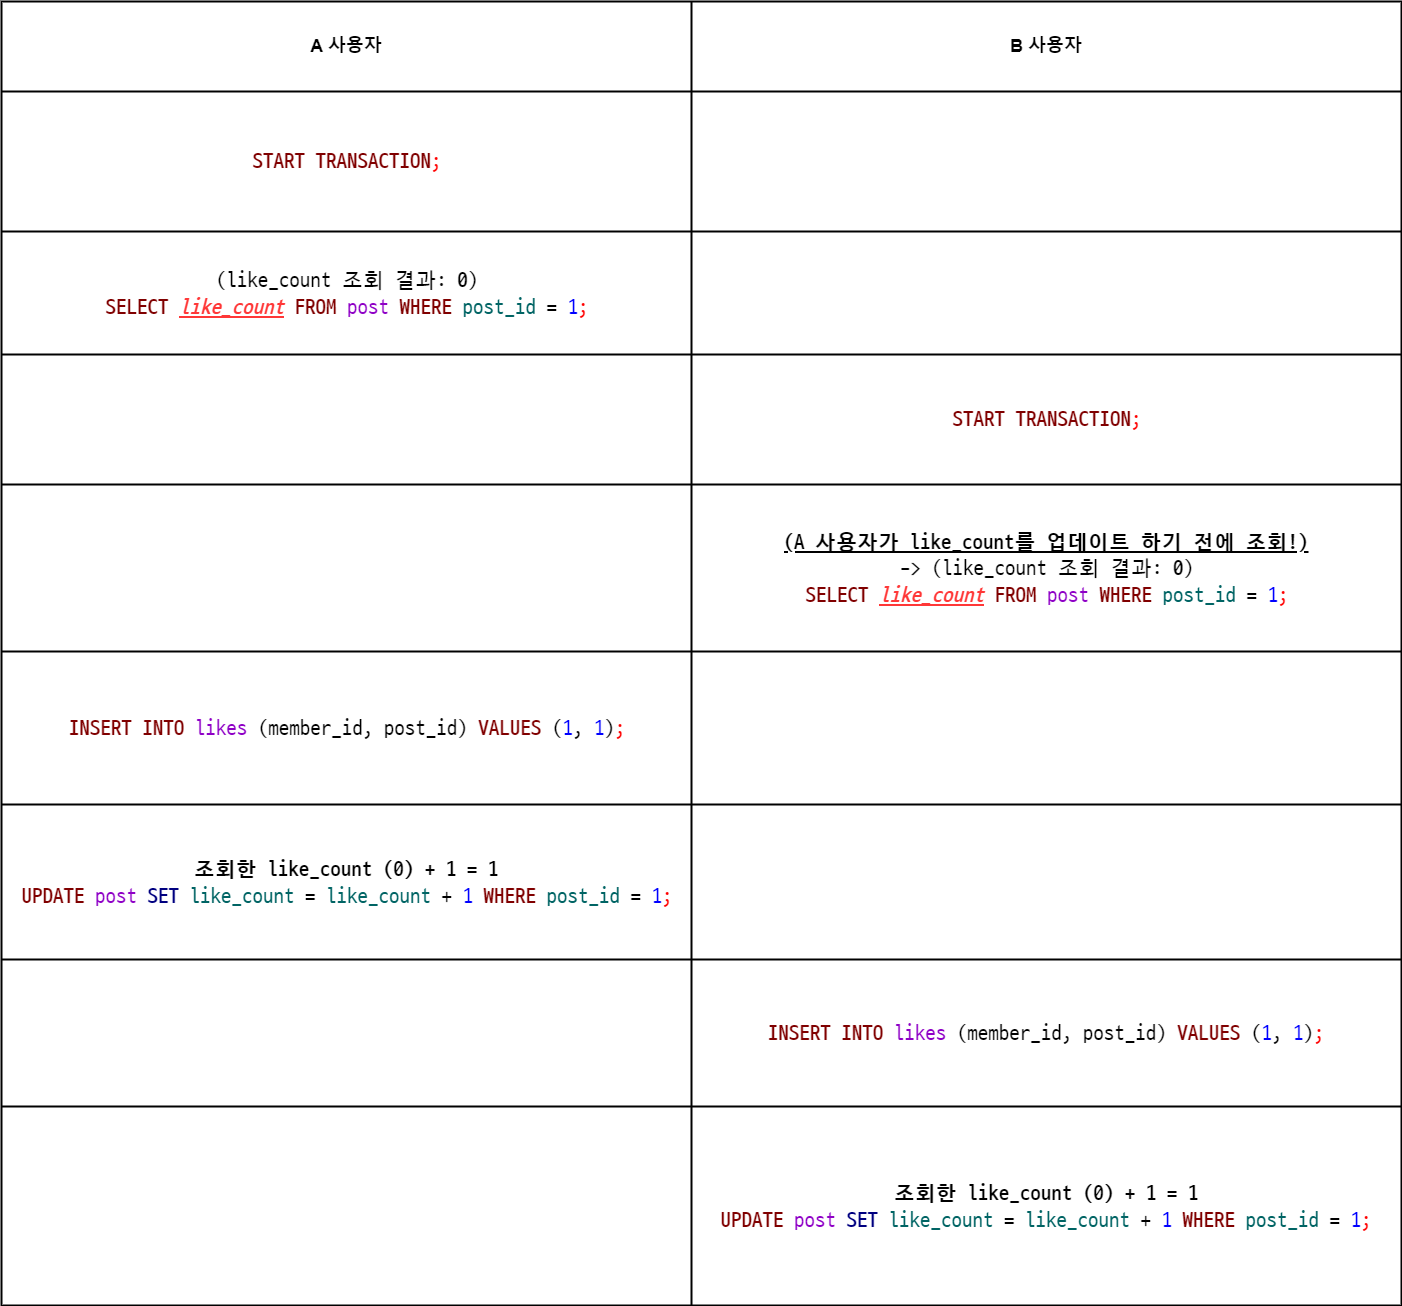 A 사용자
B 사용자
START TRANSACTION;
(like_count 조회 결과: 0)
SELECT like_count FROM post WHERE post_id = 1;
START TRANSACTION;
(A 사용자가 like_count를 업데이트 하기 전에 조회!)
-> (like_count 조회 결과: 0)
SELECT like_count FROM post WHERE post_id = 1;
INSERT INTO likes (member_id, post_id) VALUES (1, 1);
조회한 like_count (0) + 1 = 1
UPDATE post SET like_count = like_count + 1 WHERE post_id = 1;
INSERT INTO likes (member_id, post_id) VALUES (1, 1);
조회한 like_count (0) + 1 = 1
UPDATE post SET like_count = like_count + 1 WHERE post_id = 1;